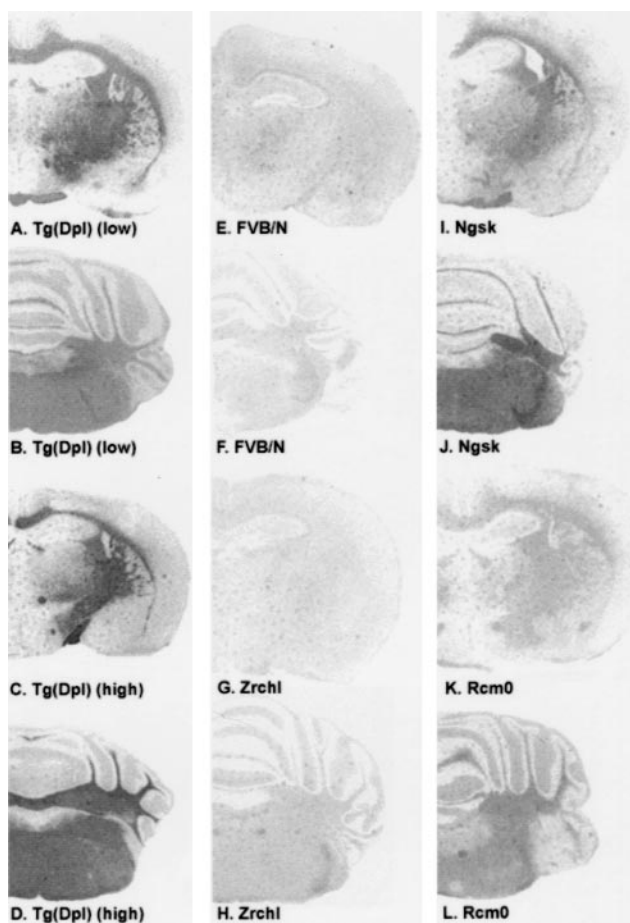 A. Tg(Dpl) (low)
E. FVB/N
I. Ngsk
B. Tg(Dpl) (low)
F. FVB/N
J. Ngsk
C. Tg(Dpl) (high)
G. Zrchl
K. Rcm0
D. Tg(Dpl) (high)
H. Zrchl
L. Rcm0